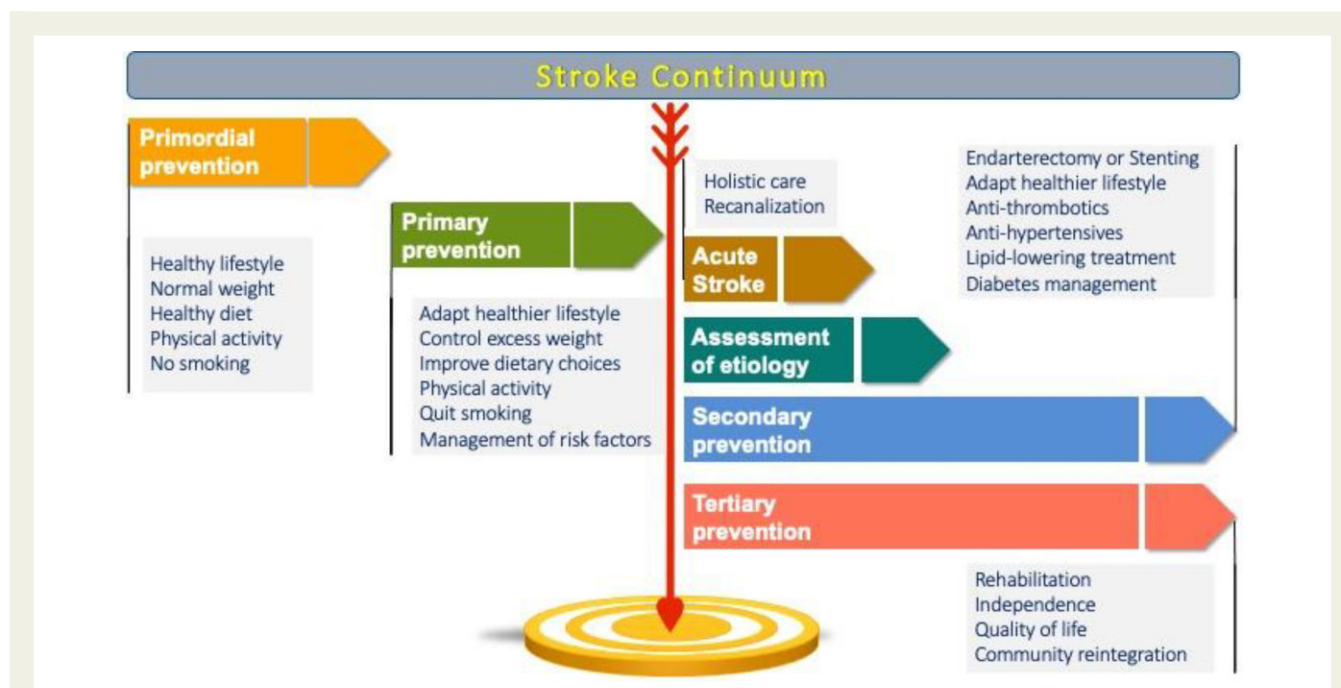 Stroke Continuum
Primordial
prevention
Healthy lifestyle
Normal weight
Healthy diet
Physical activity
No smoking
Primary
prevention
Adapt healthier lifestyle
Control excess weight
Improve dietary choices
Physical activity
Quit smoking
Management of risk factors
Holistic care
Recanalization
Acute
Stroke
Assessment
of etiology
Endarterectomy or Stenting
Adapt healthier lifestyle
Anti-thrombotics
Anti-hypertensives
Lipid-lowering treatment
Diabetes management
Secondary
prevention
Tertiary
prevention
Rehabilitation
Independence
Quality of life
Community reintegration